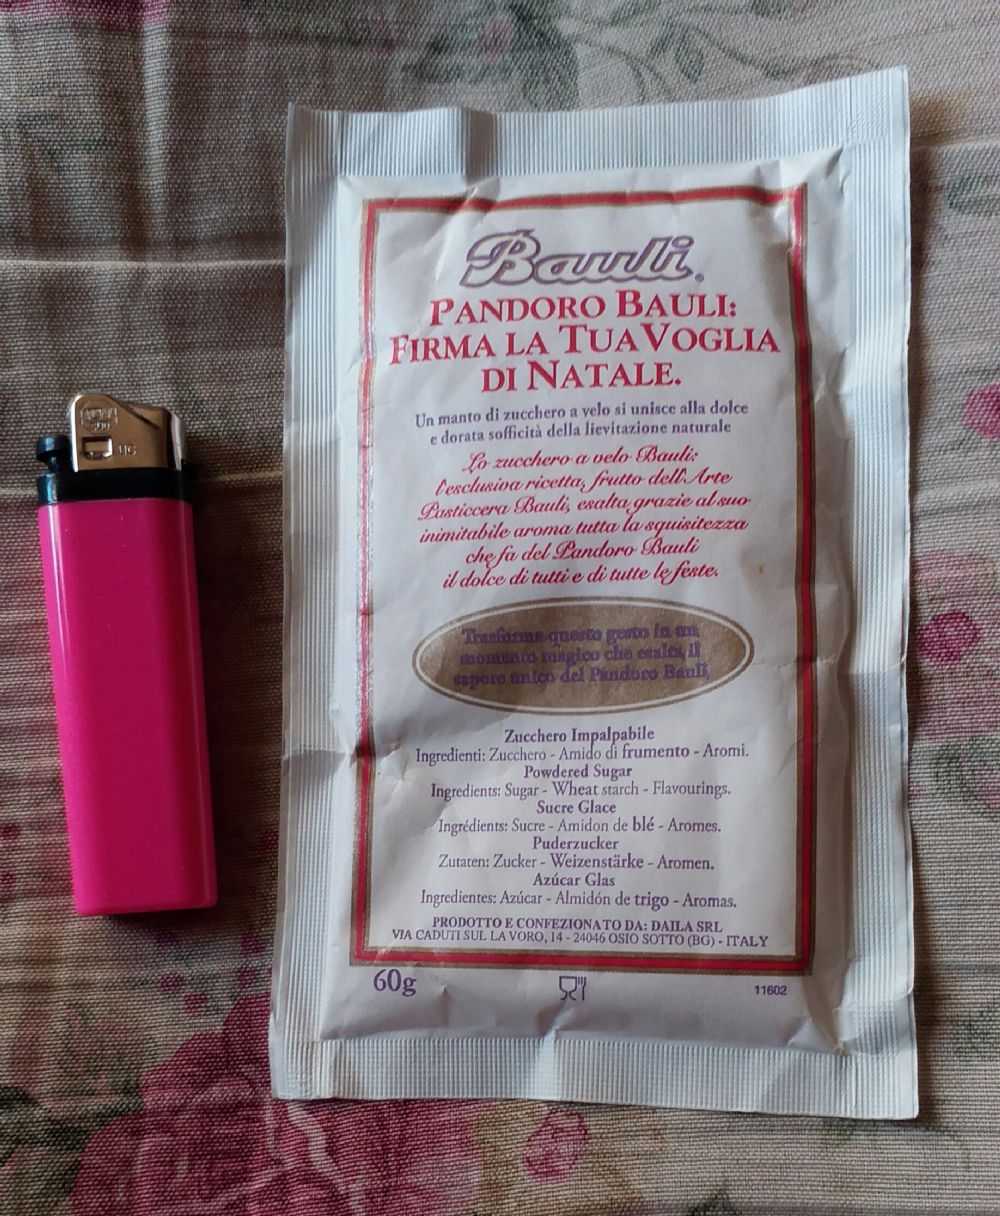 UC
Bauli®
PANDORO BAULI:
FIRMA LA TUA VOGLIA
DI NATALE.
Un manto di zucchero a velo si unisce alla dolce
e dorata sofficità della lievitazione naturale
Lo zucchero a velo Bauli:
l'esclusiva ricetta, frutto dell'Arte
Pasticcera Bauli, esalta grazie al suo
inimitabile aroma tutta la squisitezza
che fa del Pandoro Bauli
il dolce di tutti e di tutte le feste.
Trasforma questo gesto in un
momento magico che esalta il
sapore unico del Pandoro Bauli,
Zucchero Impalpabile
Ingredienti: Zucchero - Amido di frumento - Aromi.
Powdered Sugar
Ingredients: Sugar - Wheat starch - Flavourings.
Sucre Glace
Ingrédients: Sucre - Amidon de blé - Aromes.
Puderzucker
Zutaten: Zucker - Weizenstärke - Aromen.
Azúcar Glas
Ingredientes: Azúcar - Almidón de trigo - Aromas.
PRODOTTO E CONFEZIONATO DA: DAILA SRL
VIA CADUTI SUL LA VORO, 14 - 24046 OSIO SOTTO (BG) - ITALY
60g
11602